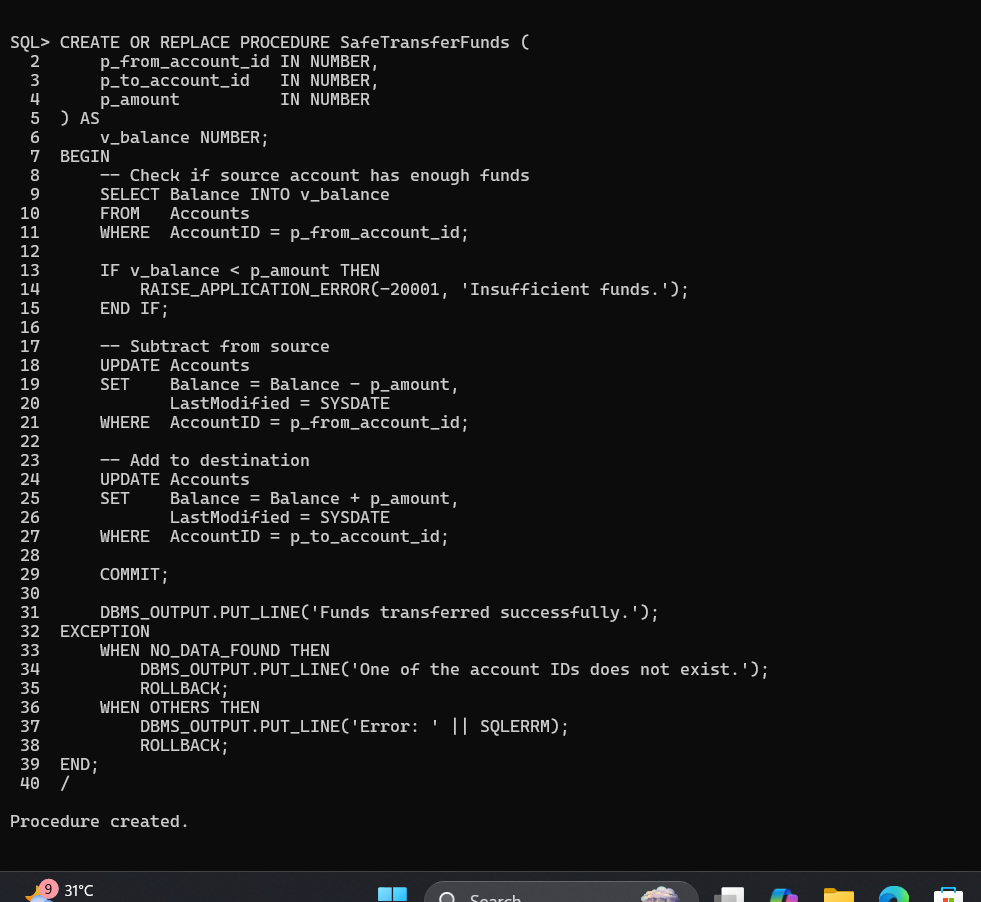 SQL> CREATE OR REPLACE PROCEDURE SafeTransferFunds (
  2      p_from_account_id IN NUMBER,
  3      p_to_account_id   IN NUMBER,
  4      p_amount          IN NUMBER
  5  ) AS
  6      v_balance NUMBER;
  7  BEGIN
  8      -- Check if source account has enough funds
  9      SELECT Balance INTO v_balance
 10      FROM   Accounts
 11      WHERE  AccountID = p_from_account_id;
 12
 13      IF v_balance < p_amount THEN
 14          RAISE_APPLICATION_ERROR(-20001, 'Insufficient funds.');
 15      END IF;
 16
 17      -- Subtract from source
 18      UPDATE Accounts
 19      SET    Balance = Balance - p_amount,
 20             LastModified = SYSDATE
 21      WHERE  AccountID = p_from_account_id;
 22
 23      -- Add to destination
 24      UPDATE Accounts
 25      SET    Balance = Balance + p_amount,
 26             LastModified = SYSDATE
 27      WHERE  AccountID = p_to_account_id;
 28
 29      COMMIT;
 30
 31      DBMS_OUTPUT.PUT_LINE('Funds transferred successfully.');
 32  EXCEPTION
 33      WHEN NO_DATA_FOUND THEN
 34          DBMS_OUTPUT.PUT_LINE('One of the account IDs does not exist.');
 35          ROLLBACK;
 36      WHEN OTHERS THEN
 37          DBMS_OUTPUT.PUT_LINE('Error: ' || SQLERRM);
 38          ROLLBACK;
 39  END;
 40  /
Procedure created.
9 31°C
Search